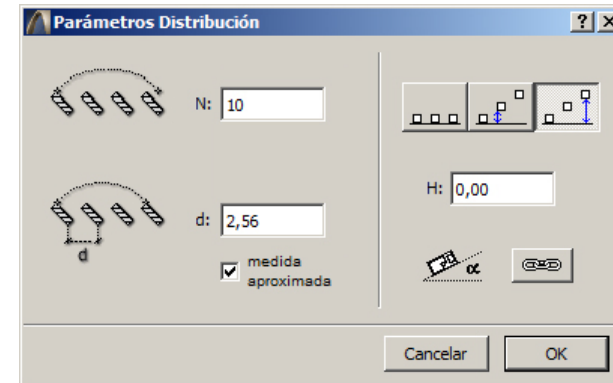 Parámetros Distribución
N: 10
d
d: 2,56
medida
aproximada
H: 0,00
α
Cancelar
OK